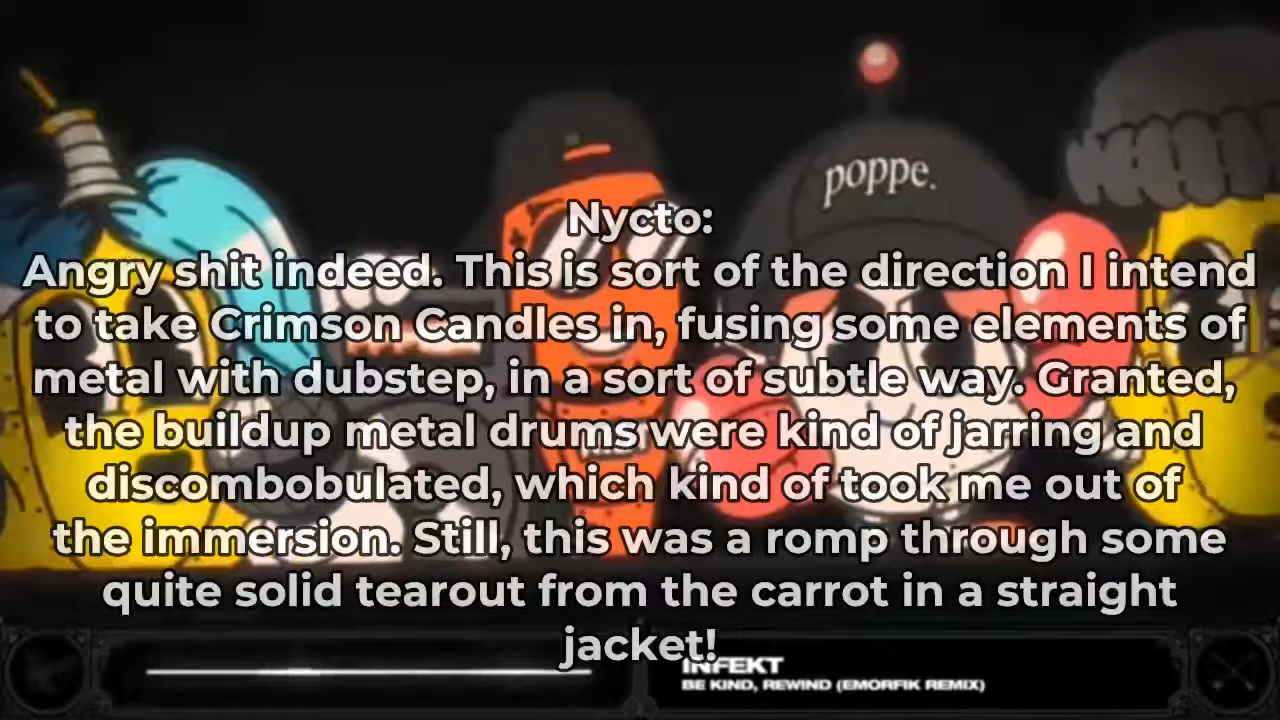 poppe.
Nycto:
Angry shit indeed. This is sort of the direction I intend
to take Crimson Candles in, fusing some elements of
metal with dubstep, in a sort of subtle way. Granted,
the buildup metal drums were kind of jarring and
discombobulated, which kind of took me out of
the immersion. Still, this was a romp through some
quite solid tearout from the carrot in a straight
jacket!
INFEKT
BE KIND, REWIND (EMORFIK REMIX)